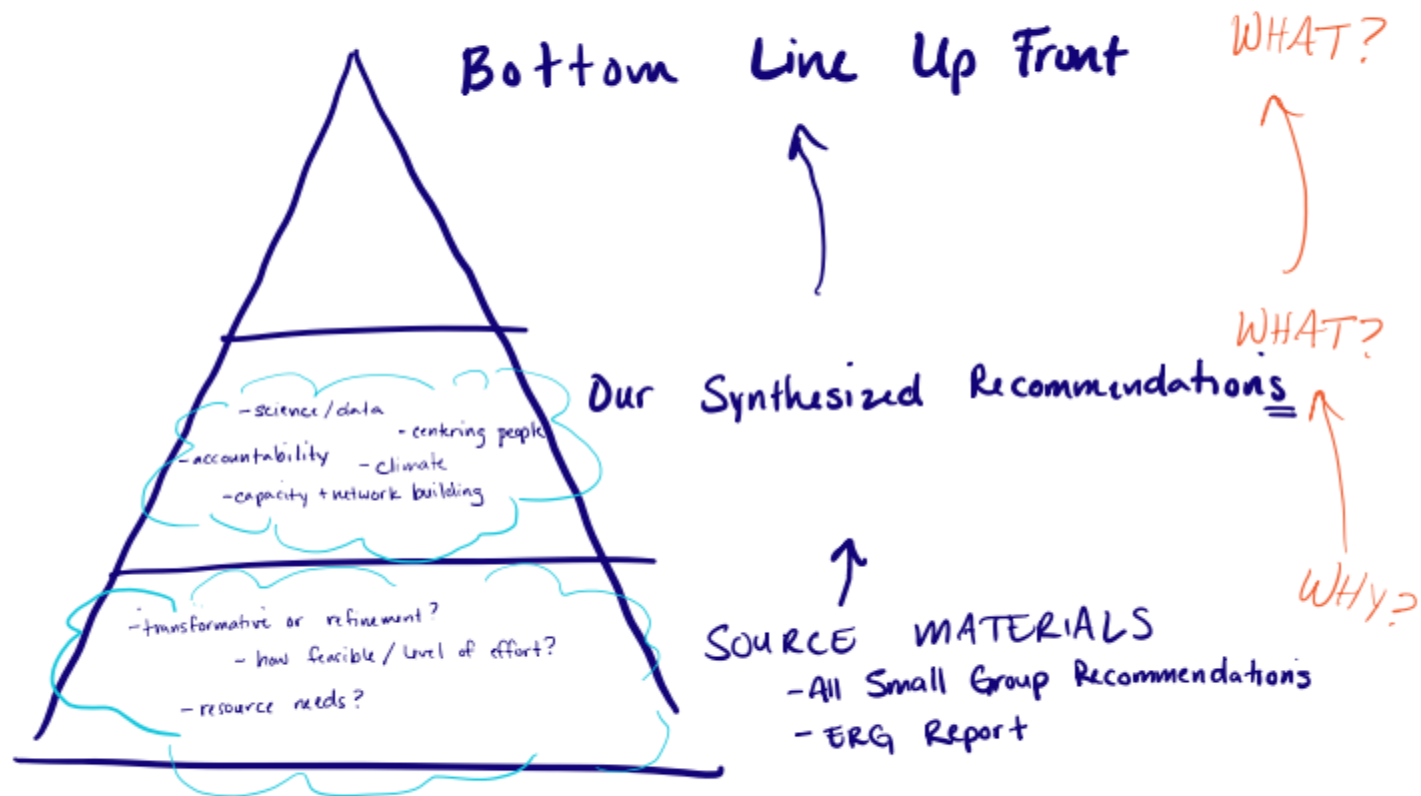 Bottom Line Up Front
WHAT?
WHAT?
Our Synthesized Recommendations
- science/data
- centring people
- accountability
- climate
- capacity + network building
WHY?
- transformative or refinement?
- how feasible / level of effort?
- resource needs?
SOURCE MATERIALS
- All Small Group Recommendations
- ERG Report